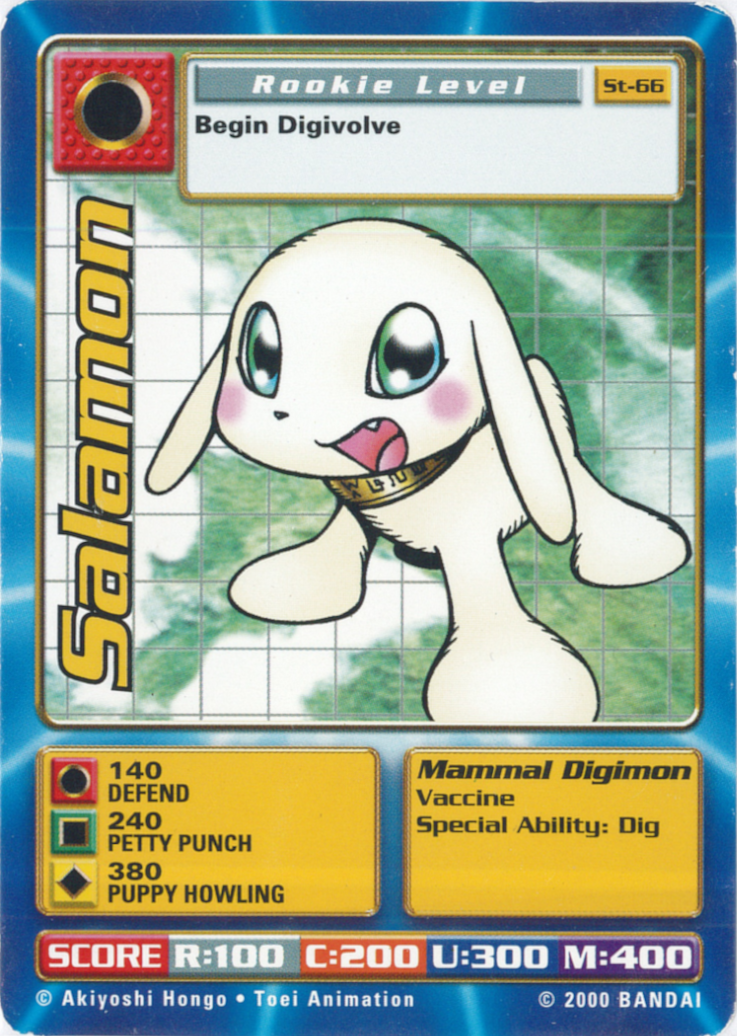 Rookie Level
St-66
Begin Digivolve
Salamon
140
DEFEND
240
PETTY PUNCH
380
PUPPY HOWLING
Mammal Digimon
Vaccine
Special Ability: Dig
SCORE R:100 C:200 U:300 M:400
© Akiyoshi Hongo • Toei Animation
© 2000 BANDAI